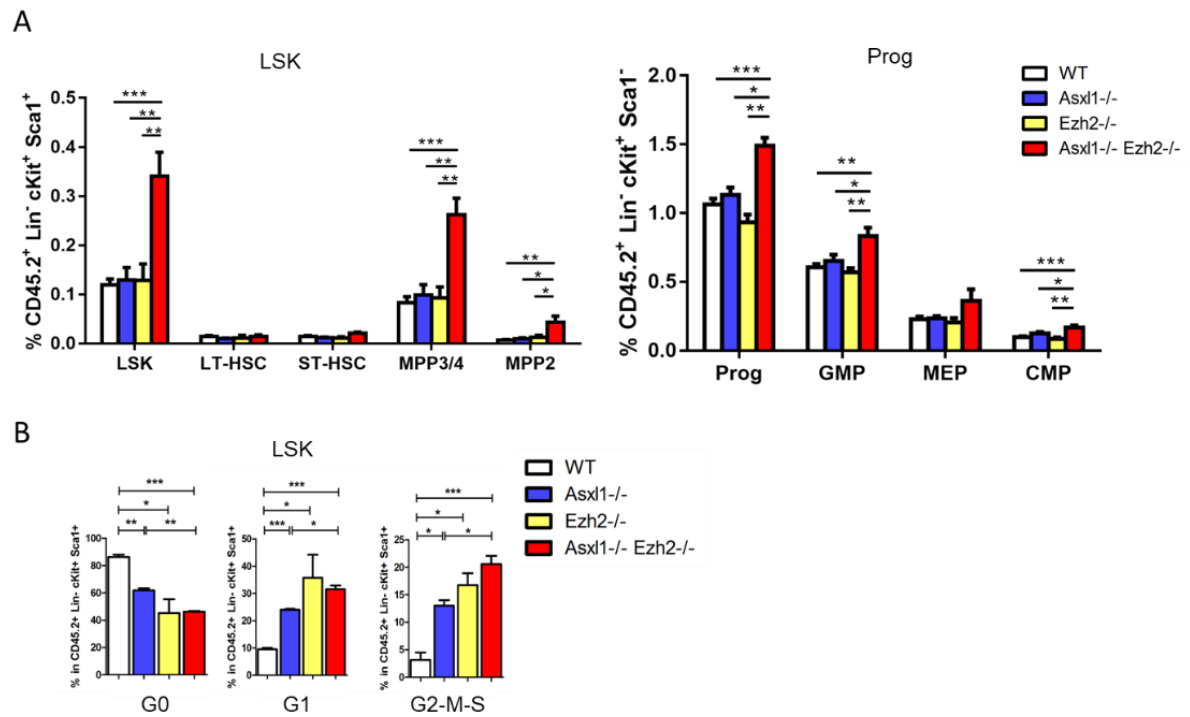 A
LSK
% CD45.2+ Lin- cKit+ Sca1+
0.5
0.4
0.3
0.2
0.1
0.0
***
**
**
***
**
**
**
*
*
LSK LT-HSC ST-HSC MPP3/4 MPP2
Prog
% CD45.2+ Lin- cKit+ Sca1-
2.0
1.5
1.0
0.5
0.0
***
*
**
**
*
**
***
*
**
Prog GMP MEP CMP
WT
Asxl1-/-
Ezh2-/-
Asxl1-/- Ezh2-/-
B
LSK
% in CD45.2+ Lin- cKit+ Sca1+
100
80
60
40
20
0
***
*
** **
G0
% in CD45.2+ Lin- cKit+ Sca1+
50
40
30
20
10
0
***
*
*** *
G1
% in CD45.2+ Lin- cKit+ Sca1+
25
20
15
10
5
0
***
*
* *
G2-M-S
WT
Asxl1-/-
Ezh2-/-
Asxl1-/- Ezh2-/-